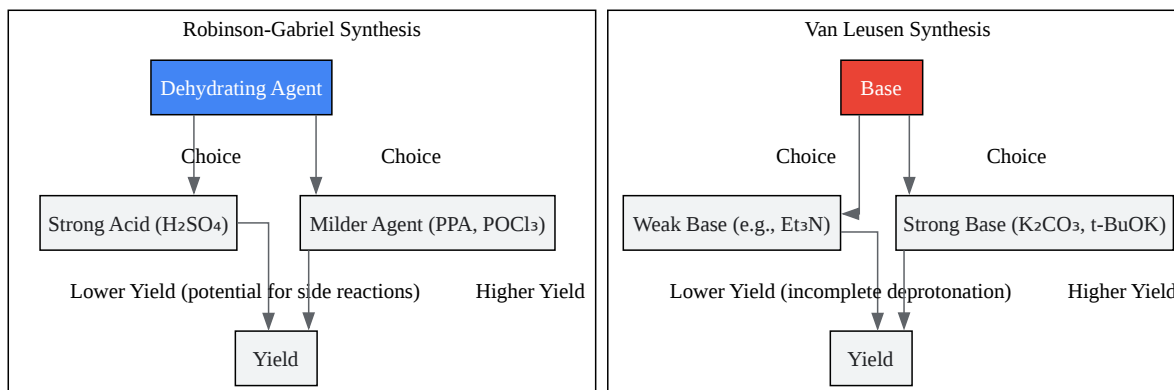 Robinson-Gabriel Synthesis
Dehydrating Agent
Choice
Choice
Strong Acid (H₂SO₄)
Milder Agent (PPA, POCl₃)
Lower Yield (potential for side reactions)
Higher Yield
Yield
Van Leusen Synthesis
Base
Choice
Choice
Weak Base (e.g., Et₃N)
Strong Base (K₂CO₃, t-BuOK)
Lower Yield (incomplete deprotonation)
Higher Yield
Yield